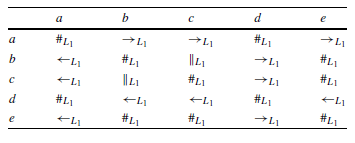 a b c d e
a #L₁ →L₁ →L₁ #L₁ →L₁
b ←L₁ #L₁ ∥L₁ →L₁ #L₁
c ←L₁ ∥L₁ #L₁ →L₁ #L₁
d #L₁ ←L₁ ←L₁ #L₁ ←L₁
e ←L₁ #L₁ #L₁ →L₁ #L₁